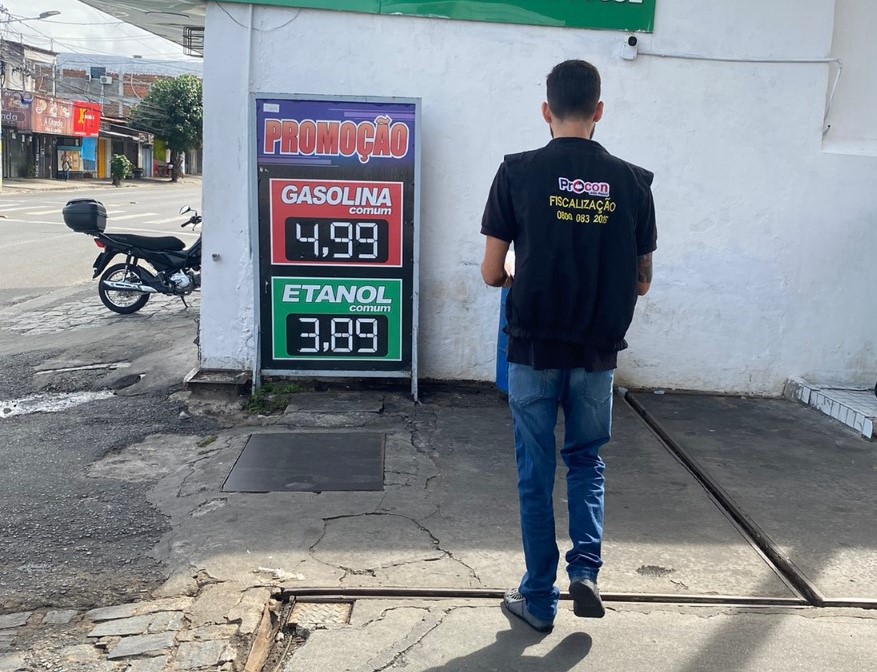 PROMOÇÃO
GASOLINA
comum
4,99
ETANOL
comum
3,89
Procon
FISCALIZAÇÃO
0800 083 2015